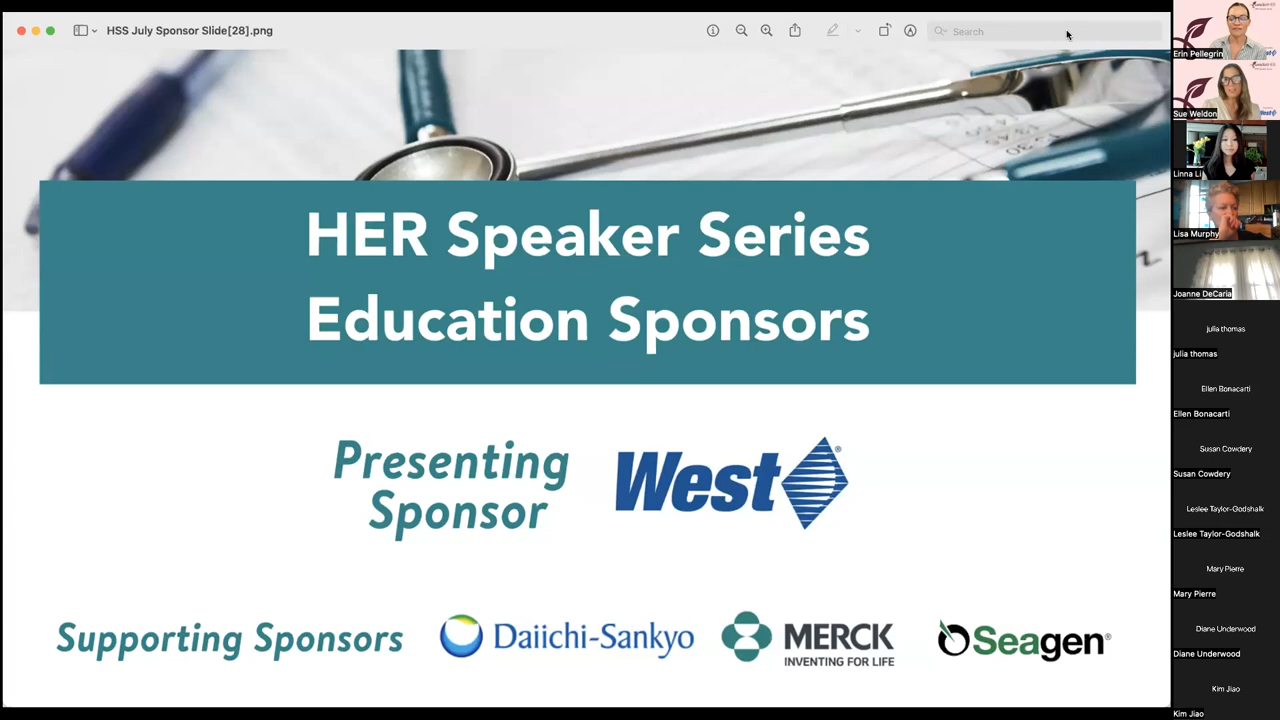 HSS July Sponsor Slide[28].png
Search
HER Speaker Series
Education Sponsors
Presenting
Sponsor
West®
Supporting Sponsors
Daiichi-Sankyo
MERCK
INVENTING FOR LIFE
Seagen®
Erin Pellegrin
Sue Weldon
Linna Li
Lisa Murphy
Joanne DeCaria
julia thomas
julia thomas
Ellen Bonacarti
Ellen Bonacarti
Susan Cowdery
Susan Cowdery
Leslee Taylor-Godshalk
Leslee Taylor-Godshalk
Mary Pierre
Mary Pierre
Diane Underwood
Diane Underwood
Kim Jiao
Kim Jiao